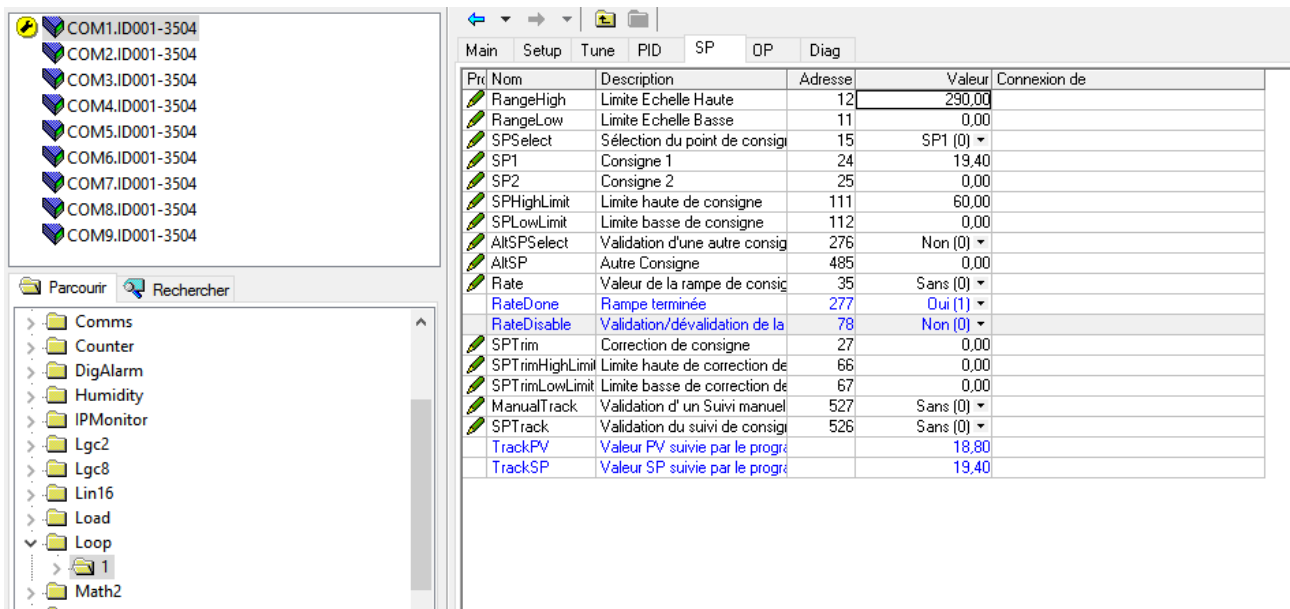 COM1.ID001-3504
COM2.ID001-3504
COM3.ID001-3504
COM4.ID001-3504
COM5.ID001-3504
COM6.ID001-3504
COM7.ID001-3504
COM8.ID001-3504
COM9.ID001-3504
Parcourir Rechercher
Comms
Counter
DigAlarm
Humidity
IPMonitor
Lgc2
Lgc8
Lin16
Load
Loop
1
Math2
Main Setup Tune PID SP OP Diag
Pro Nom Description Adresse Valeur Connexion de
RangeHigh Limite Echelle Haute 12 290,00
RangeLow Limite Echelle Basse 11 0,00
SPSelect Sélection du point de consig 15 SP1 (0)
SP1 Consigne 1 24 19,40
SP2 Consigne 2 25 0,00
SPHighLimit Limite haute de consigne 111 60,00
SPLowLimit Limite basse de consigne 112 0,00
AltSPSelect Validation d'une autre consig 276 Non (0)
AltSP Autre Consigne 485 0,00
Rate Valeur de la rampe de consig 35 Sans (0)
RateDone Rampe terminée 277 Oui (1)
RateDisable Validation/dévalidation de la 78 Non (0)
SPTrim Correction de consigne 27 0,00
SPTrimHighLimi Limite haute de correction de 66 0,00
SPTrimLowLimit Limite basse de correction de 67 0,00
ManualTrack Validation d' un Suivi manuel 527 Sans (0)
SPTrack Validation du suivi de consig 526 Sans (0)
TrackPV Valeur PV suivie par le progra 18,80
TrackSP Valeur SP suivie par le progra 19,40